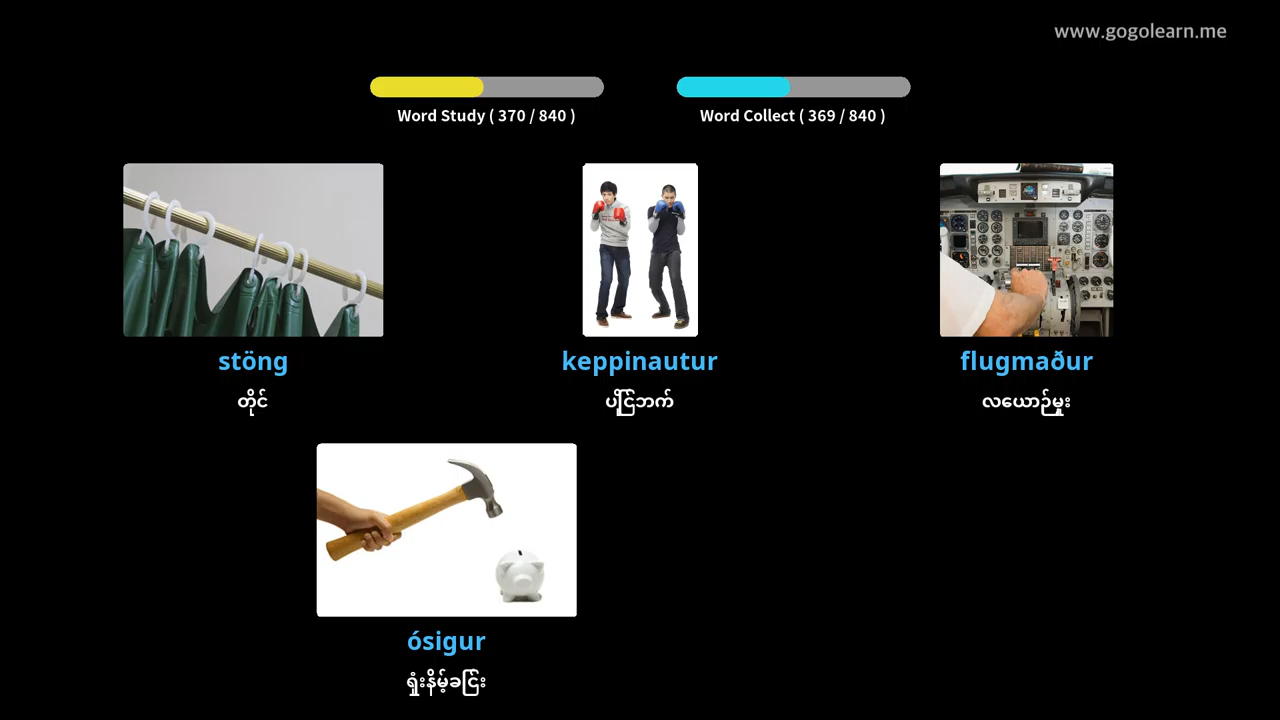 www.gogolearn.me
Word Study ( 370 / 840 )
Word Collect ( 369 / 840 )
stöng
တိုင်
keppinautur
ပြိုင်ဘက်
flugmaður
လေယာဉ်မှူး
ósigur
ရှုံးနိမ့်ခြင်း